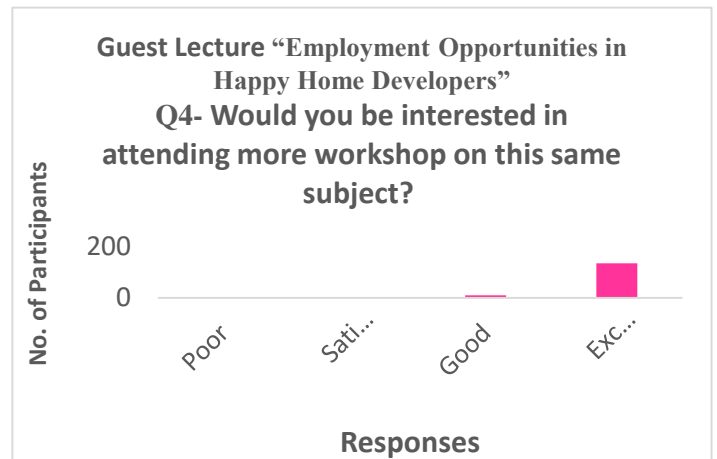 Guest Lecture “Employment Opportunities in
Happy Home Developers”
Q4- Would you be interested in
attending more workshop on this same
subject?
No. of Participants
200
0
Poor
Sati...
Good
Exc...
Responses